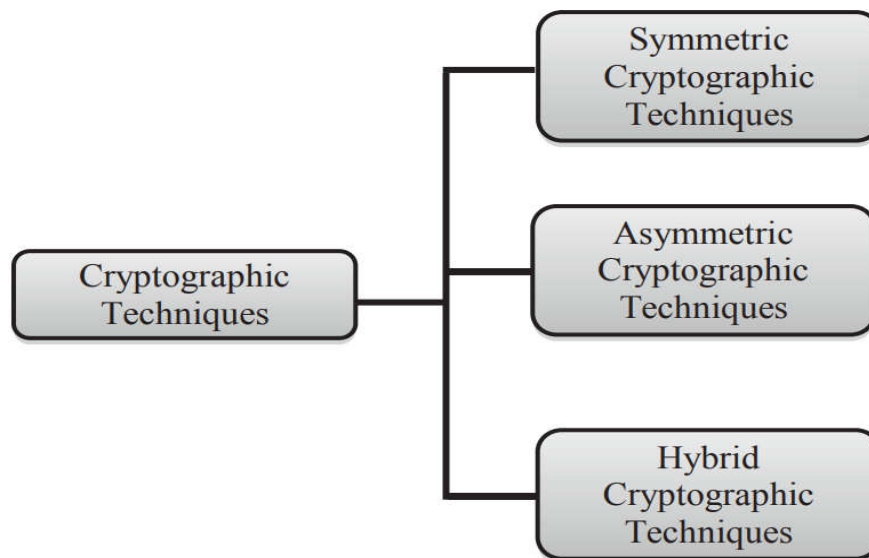 Symmetric
Cryptographic
Techniques
Asymmetric
Cryptographic
Techniques
Cryptographic
Techniques
Hybrid
Cryptographic
Techniques